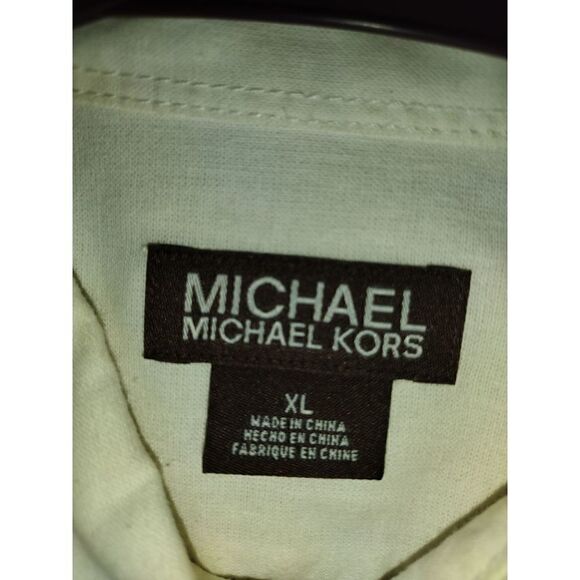 MICHAEL
MICHAEL KORS
XL
MADE IN CHINA
HECHO EN CHINA
FABRIQUE EN CHINE